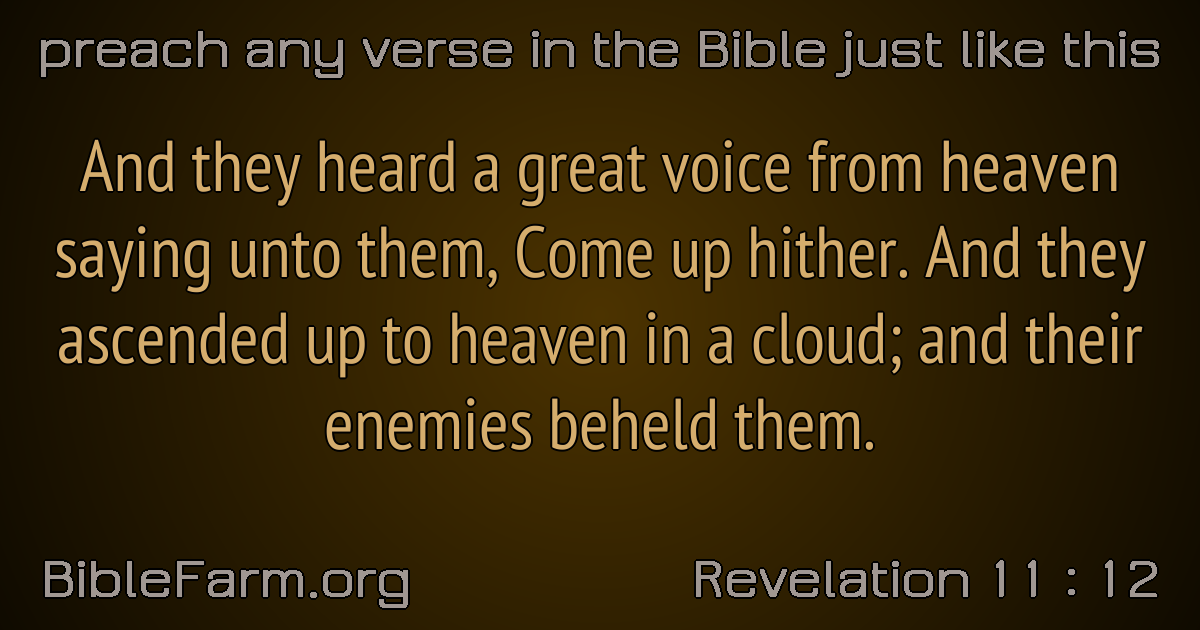 preach any verse in the Bible just like this
And they heard a great voice from heaven
saying unto them, Come up hither. And they
ascended up to heaven in a cloud; and their
enemies beheld them.
BibleFarm.org
Revelation 11 : 12